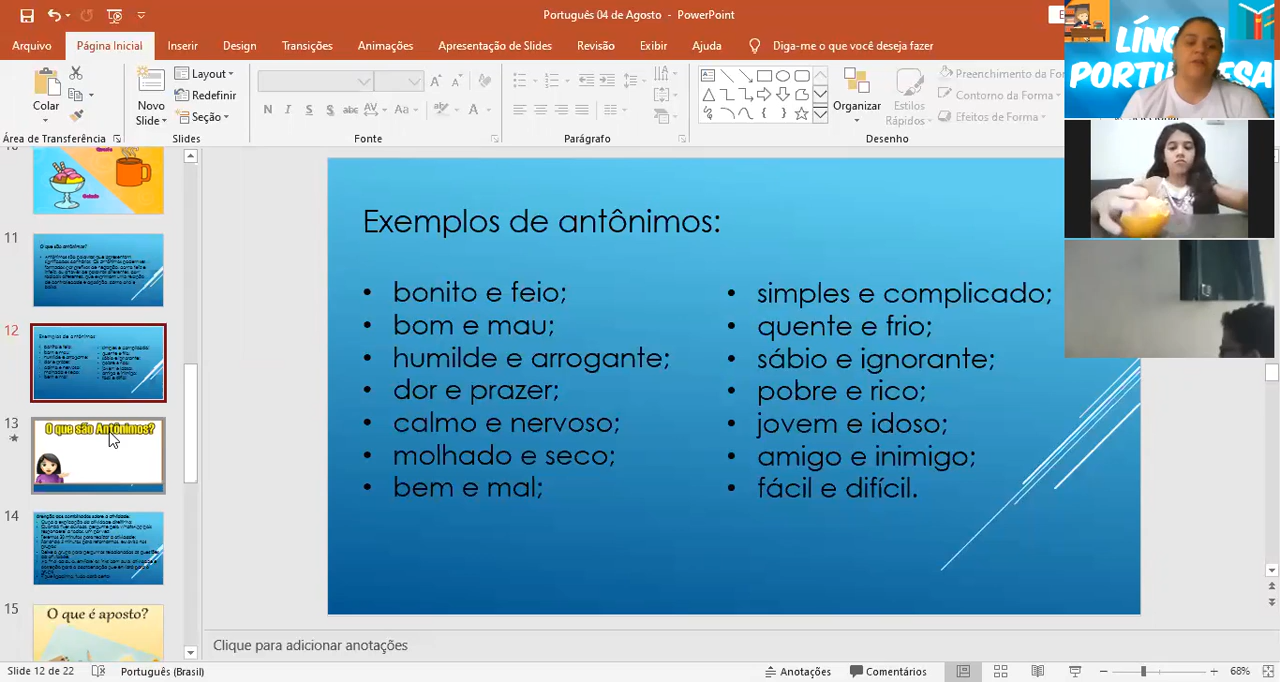 Português 04 de Agosto - PowerPoint
Arquivo Página Inicial Inserir Design Transições Animações Apresentação de Slides Revisão Exibir Ajuda Diga-me o que você deseja fazer
LÍNGUA PORTUGUESA
Colar
Novo Slide
Layout
Redefinir
Seção
Organizar
Estilos Rápidos
Preenchimento da
Contorno da Forma
Efeitos de Forma
Área de Transferência
Slides
Fonte
Parágrafo
Desenho
11
12
13
O que são Antônimos?
14
15
O que é aposto?
Exemplos de antônimos:
• bonito e feio;
• bom e mau;
• humilde e arrogante;
• dor e prazer;
• calmo e nervoso;
• molhado e seco;
• bem e mal;
• simples e complicado;
• quente e frio;
• sábio e ignorante;
• pobre e rico;
• jovem e idoso;
• amigo e inimigo;
• fácil e difícil.
Clique para adicionar anotações
Slide 12 de 22
Português (Brasil)
Anotações
Comentários
68%